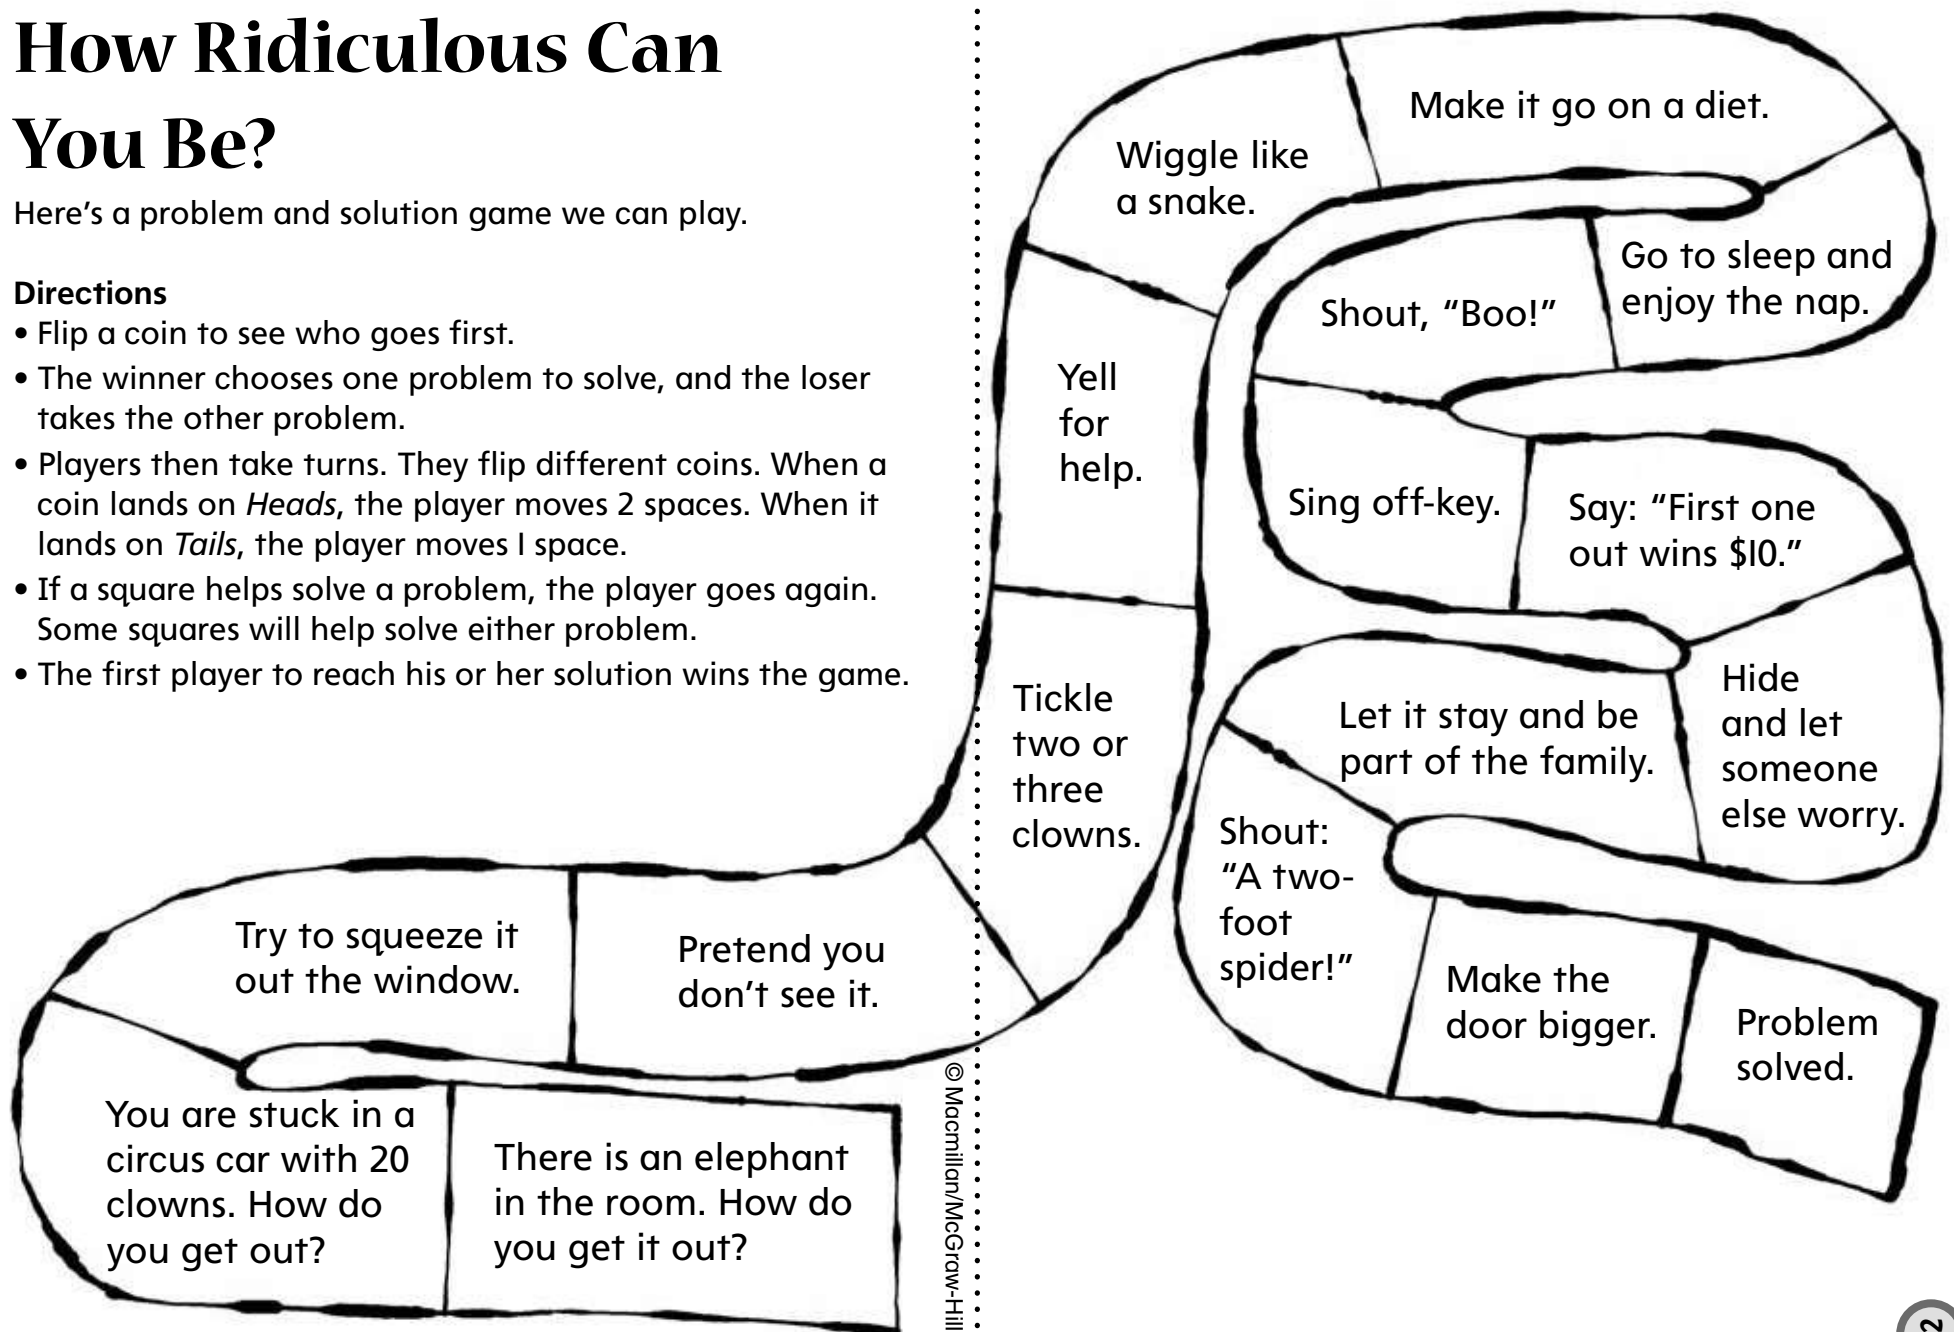 How Ridiculous Can
You Be?
Here's a problem and solution game we can play.
Directions
• Flip a coin to see who goes first.
• The winner chooses one problem to solve, and the loser
takes the other problem.
• Players then take turns. They flip different coins. When a
coin lands on Heads, the player moves 2 spaces. When it
lands on Tails, the player moves 1 space.
• If a square helps solve a problem, the player goes again.
Some squares will help solve either problem.
• The first player to reach his or her solution wins the game.
There is an elephant
in the room. How do
you get it out?
You are stuck in a
circus car with 20
clowns. How do
you get out?
Try to squeeze it
out the window.
Pretend you
don't see it.
Tickle
two or
three
clowns.
Yell
for
help.
Wiggle like
a snake.
Make it go on a diet.
Go to sleep and
enjoy the nap.
Shout, “Boo!”
Sing off-key.
Say: “First one
out wins $10.”
Hide
and let
someone
else worry.
Let it stay and be
part of the family.
Shout:
“A two-
foot
spider!”
Make the
door bigger.
Problem
solved.
© Macmillan/McGraw-Hill
2